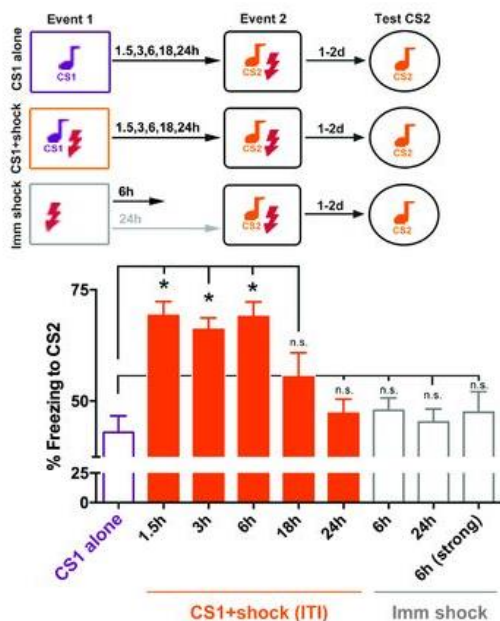 Event 1 Event 2 Test CS2
CS1 alone
CS1
1.5,3,6,18,24h
CS2
1-2d
CS2
CS1+shock
CS1
1.5,3,6,18,24h
CS2
1-2d
CS2
Imm shock
6h
24h
CS2
1-2d
CS2
% Freezing to CS2
75
50
25
0
* * *
n.s. n.s. n.s. n.s. n.s.
CS1 alone 1.5h 3h 6h 18h 24h 6h 24h 6h (strong)
CS1+shock (ITI) Imm shock